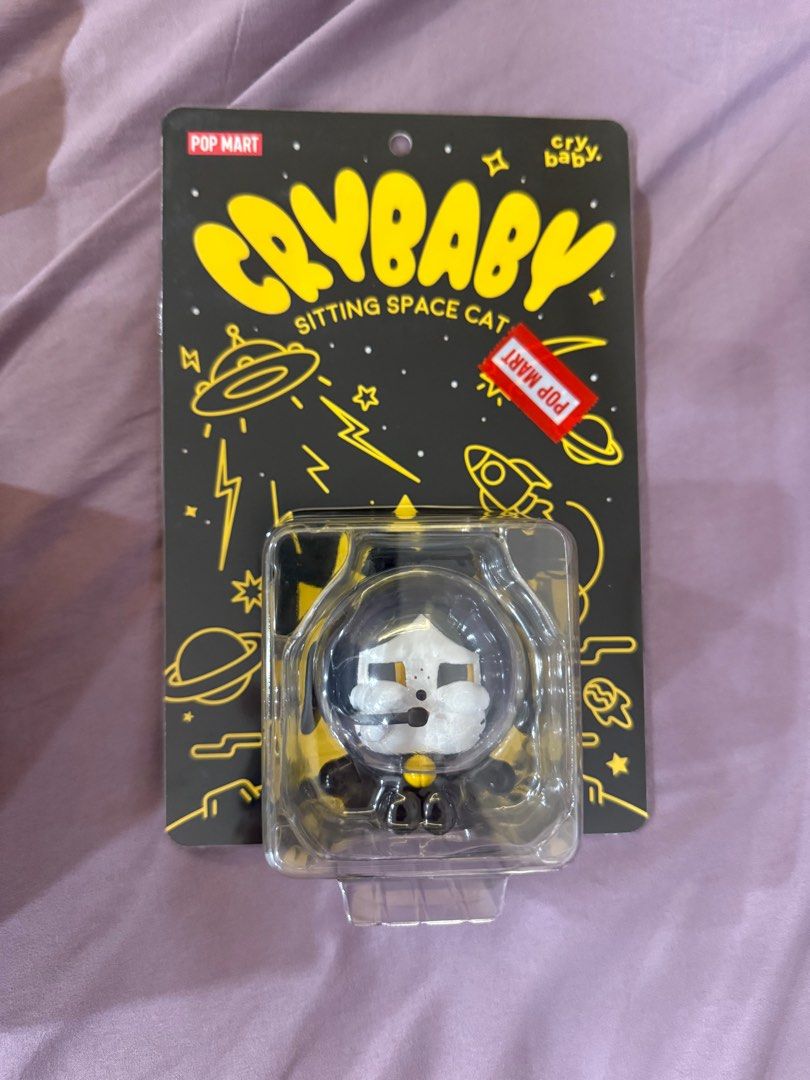 POP MART
cry
baby.
CRYBABY
SITTING SPACE CAT
POP MART